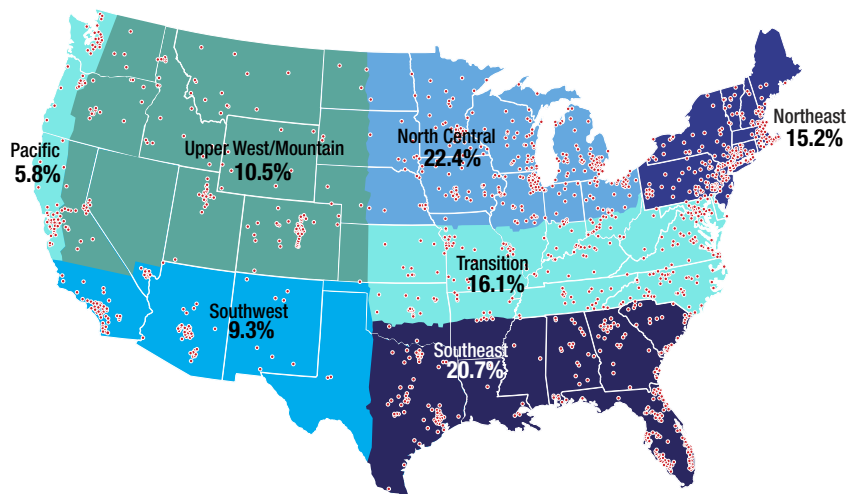 Northeast
15.2%
North Central
22.4%
Pacific
5.8%
Upper West/Mountain
10.5%
Transition
16.1%
Southwest
9.3%
Southeast
20.7%